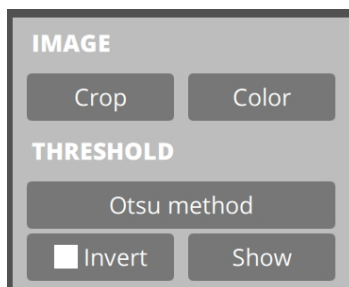 IMAGE
Crop Color
THRESHOLD
Otsu method
Invert Show